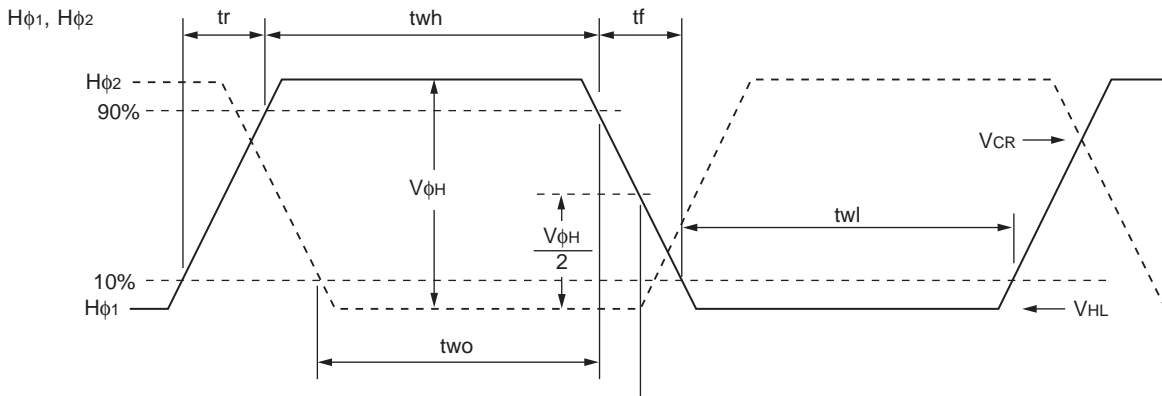 Hφ1, Hφ2
tr
twh
tf
Hφ2
90%
VCR
VφH
VφH
2
twl
10%
Hφ1
VHL
two